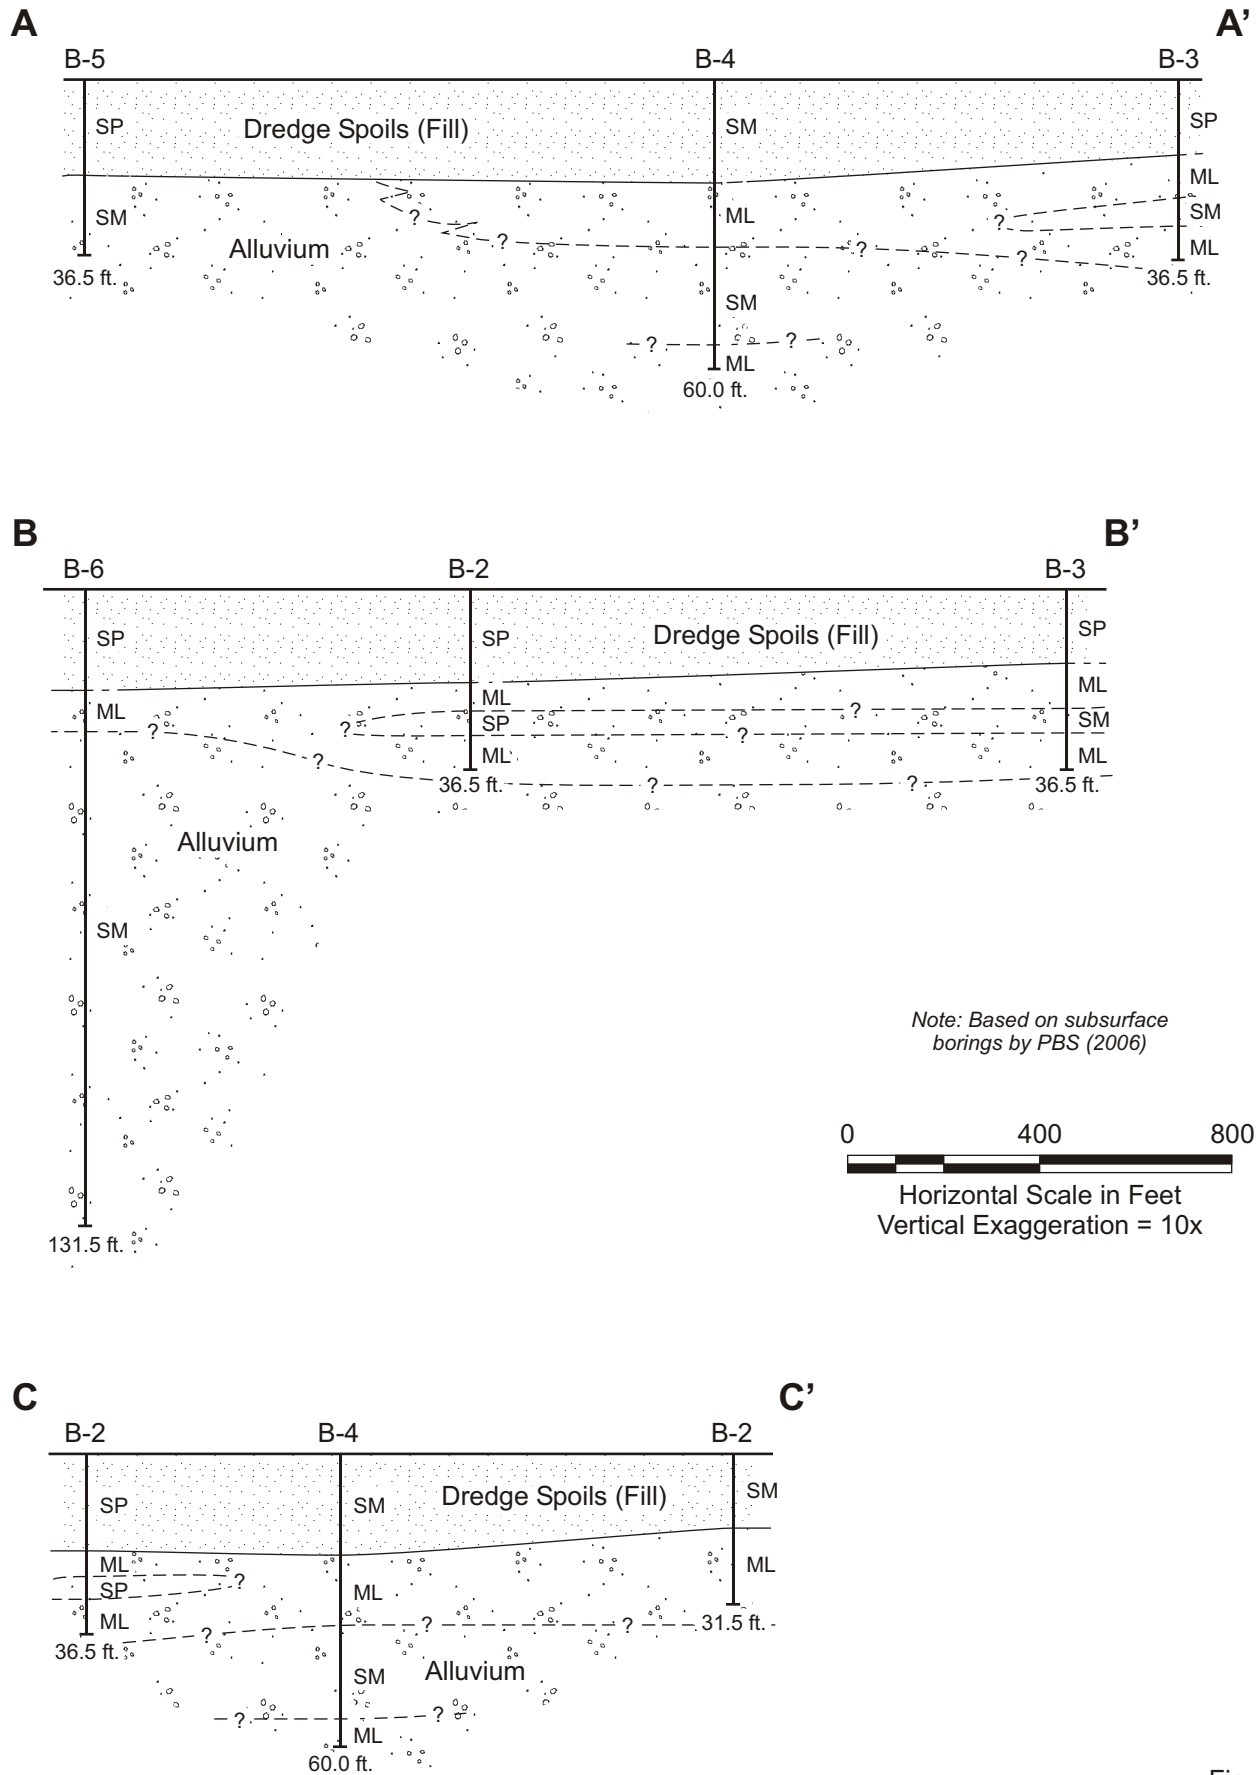 A A’
B-5 B-4 B-3
SP Dredge Spoils (Fill) SM SP
ML
SM ? ML ? SM
Alluvium ? ? ? ML
36.5 ft. 36.5 ft.
SM
? ?
ML
60.0 ft.
B B’
B-6 B-2 B-3
SP SP Dredge Spoils (Fill) SP
ML ML ML
? ? SP ? ? SM
? ML ML
36.5 ft. ? ? 36.5 ft.
Alluvium
SM
Note: Based on subsurface
borings by PBS (2006)
0 400 800
Horizontal Scale in Feet
Vertical Exaggeration = 10x
131.5 ft.
C C’
B-2 B-4 B-2
SP SM Dredge Spoils (Fill) SM
ML ML
SP ? ML
ML ? ? ? 31.5 ft.
36.5 ft.
SM Alluvium
? ?
ML
60.0 ft.